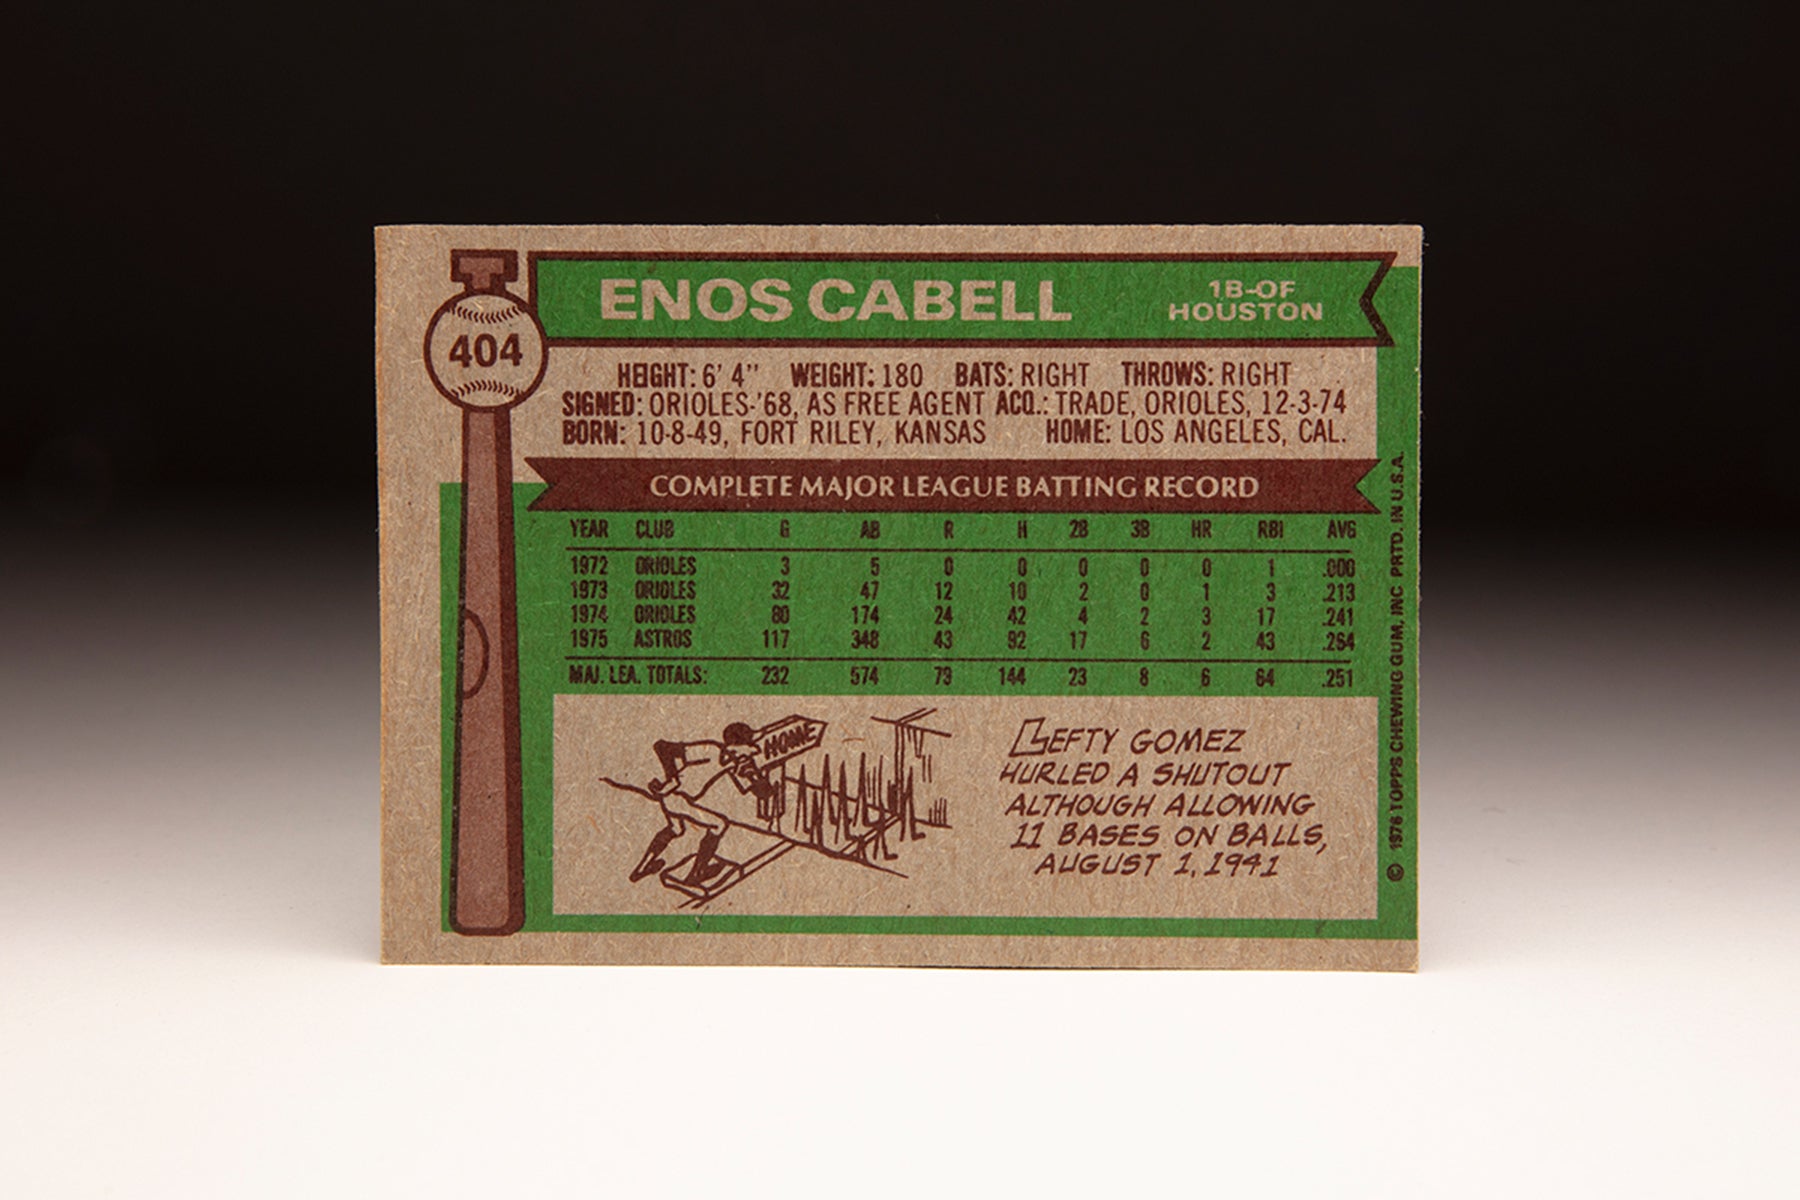 404
ENOS CABELL
1B-OF
HOUSTON
HEIGHT: 6' 4" WEIGHT: 180 BATS: RIGHT THROWS: RIGHT
SIGNED: ORIOLES-'68, AS FREE AGENT ACQ.: TRADE, ORIOLES, 12-3-74
BORN: 10-8-49, FORT RILEY, KANSAS HOME: LOS ANGELES, CAL.
COMPLETE MAJOR LEAGUE BATTING RECORD
YEAR CLUB G AB R H 2B 3B HR RBI AVG
1972 ORIOLES 3 5 0 0 0 0 0 1 .000
1973 ORIOLES 32 47 12 10 2 0 1 3 .213
1974 ORIOLES 80 174 24 42 4 2 3 17 .241
1975 ASTROS 117 348 43 92 17 6 2 43 .264
MAJ. LEA. TOTALS: 232 574 79 144 23 8 6 64 .251
HOME
LEFTY GOMEZ
HURLED A SHUTOUT
ALTHOUGH ALLOWING
11 BASES ON BALLS,
AUGUST 1, 1941
© 1976 TOPPS CHEWING GUM, INC PRTD. IN U.S.A.